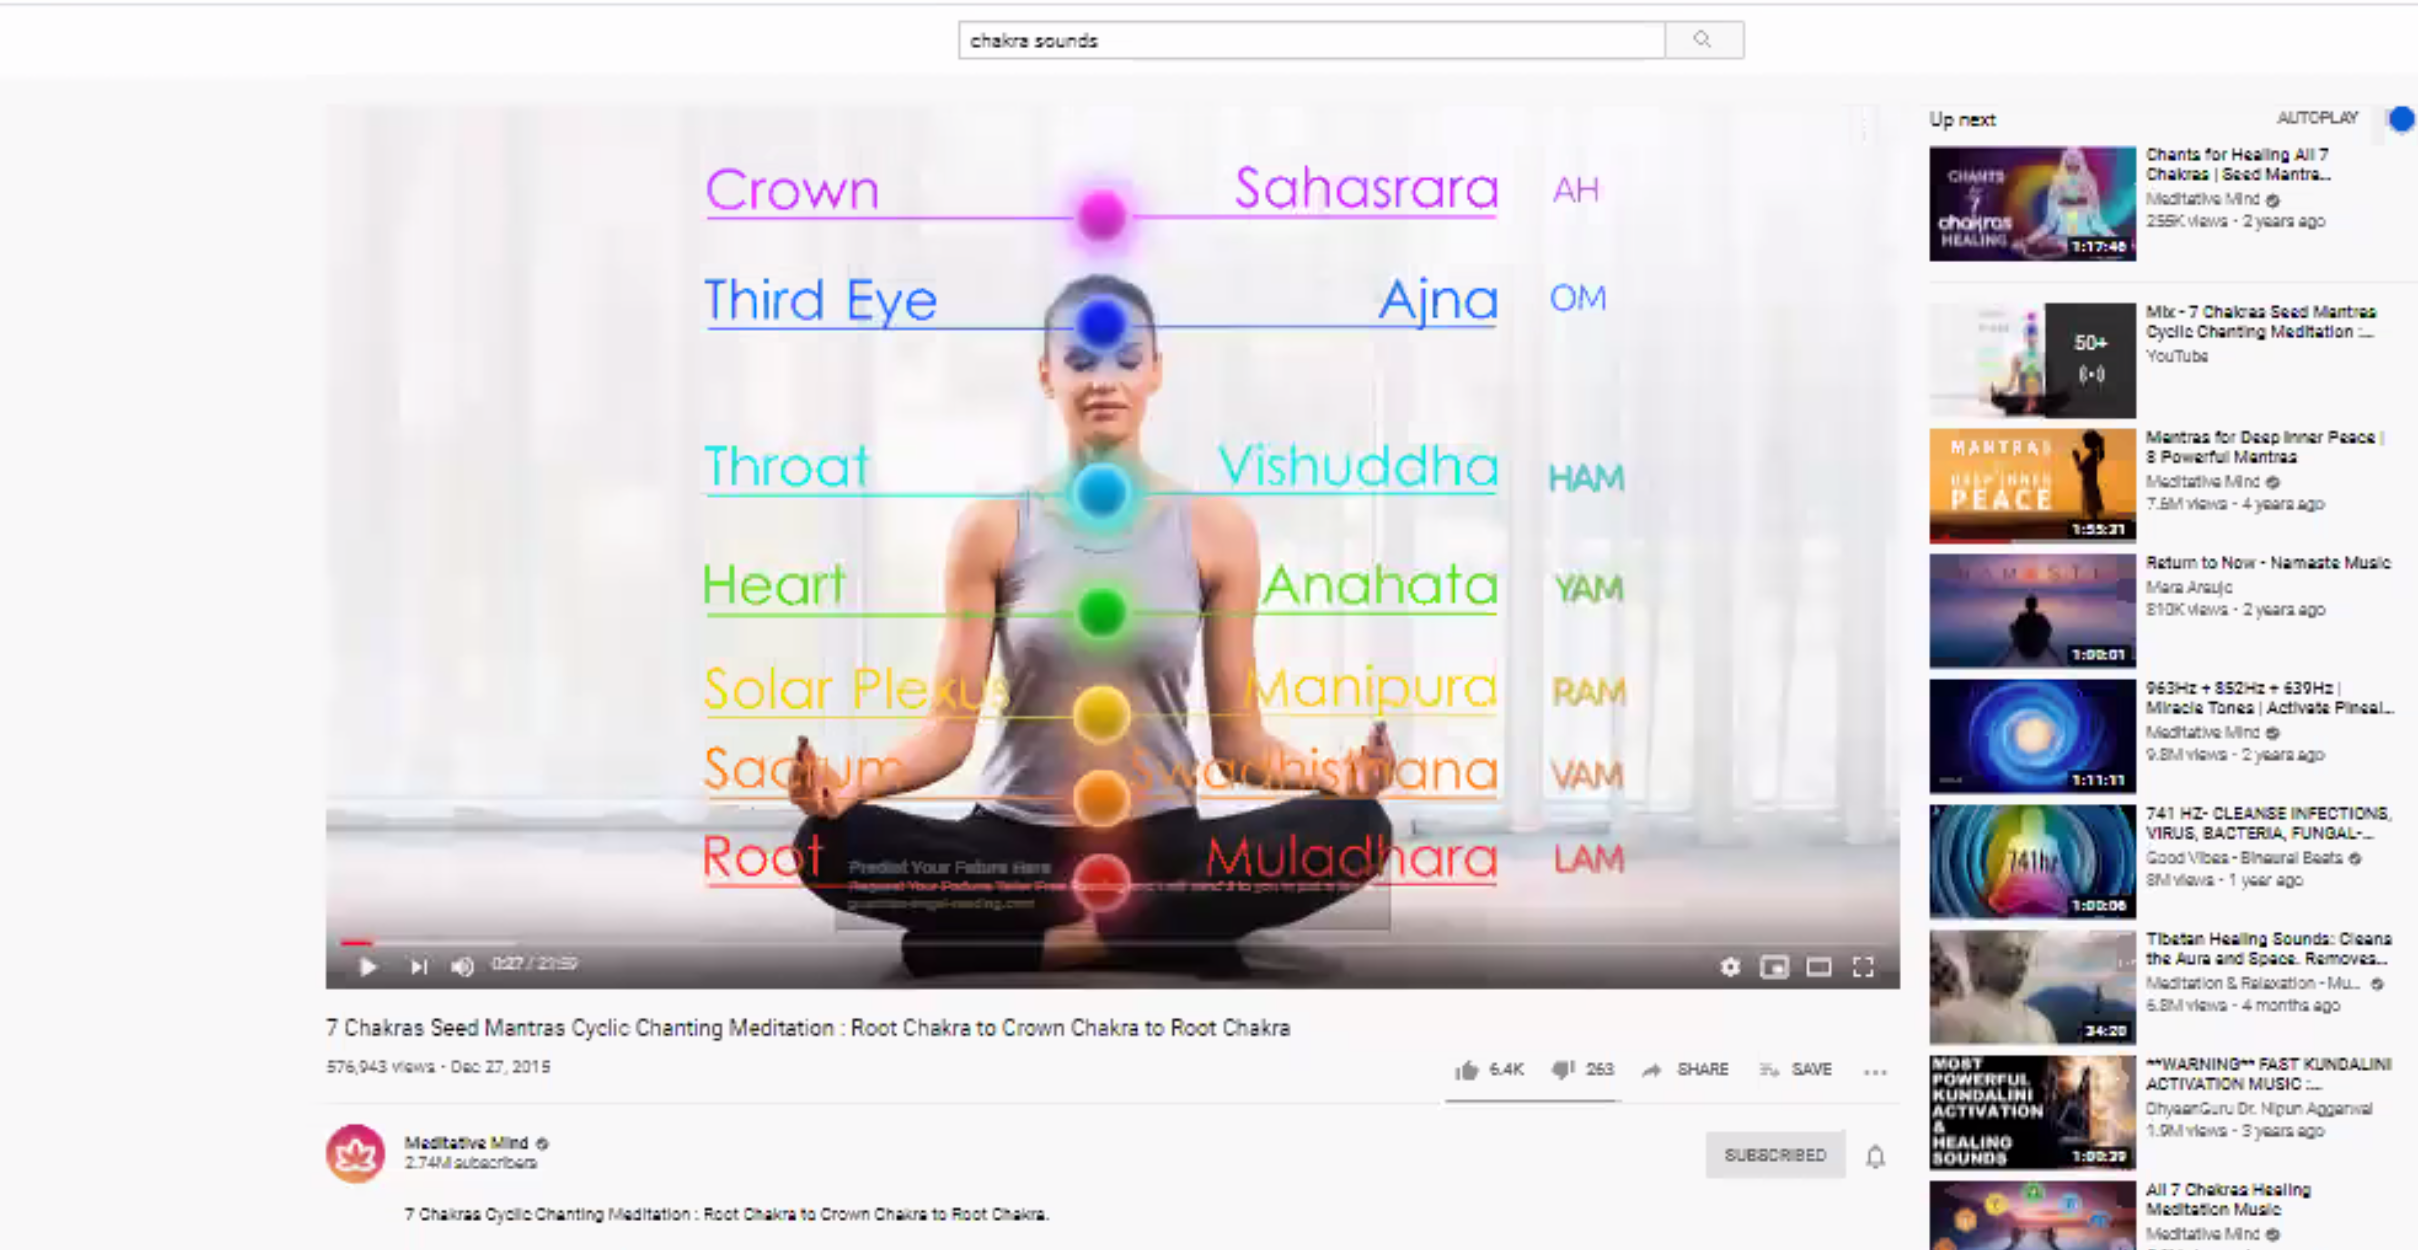 chakra sounds
Crown Sahasrara AH
Third Eye Ajna OM
Throat Vishuddha HAM
Heart Anahata YAM
Solar Plexus Manipura RAM
Sacrum Swadhisthana VAM
Root Muladhara LAM
Predict Your Future Here
0:27 / 21:59
7 Chakras Seed Mantras Cyclic Chanting Meditation : Root Chakra to Crown Chakra to Root Chakra
576,943 views • Dec 27, 2015
6.4K 263 SHARE SAVE
Meditative Mind
2.74M subscribers
SUBSCRIBED
7 Chakras Cyclic Chanting Meditation : Root Chakra to Crown Chakra to Root Chakra.
Up next AUTOPLAY
CHANTS
7
chakras
HEALING
1:17:46
Chants for Healing All 7
Chakras | Seed Mantra...
Meditative Mind
255K views • 2 years ago
50+
Mix - 7 Chakras Seed Mantras
Cyclic Chanting Meditation :...
YouTube
MANTRAS
DEEP INNER
PEACE
1:55:31
Mantras for Deep Inner Peace |
8 Powerful Mantras
Meditative Mind
4 years ago
NAMASTE
1:00:01
Return to Now - Namaste Music
Mara Araujo
810K views • 2 years ago
1:11:11
963Hz + 852Hz + 639Hz |
Miracle Tones | Activate Pineal...
Meditative Mind
9.8M views • 2 years ago
741hz
1:00:06
741 HZ- CLEANSE INFECTIONS,
VIRUS, BACTERIA, FUNGAL-...
Good Vibes - Binaural Beats
8M views • 1 year ago
34:20
Tibetan Healing Sounds: Cleans
the Aura and Space. Removes...
Meditation & Relaxation - Mu...
6.8M views • 4 months ago
MOST
POWERFUL
KUNDALINI
ACTIVATION
&
HEALING
SOUNDS
1:00:39
**WARNING** FAST KUNDALINI
ACTIVATION MUSIC :...
DhyaanGuru Dr. Nipun Aggarwal
1.9M views • 3 years ago
All 7 Chakras Healing
Meditation Music
Meditative Mind